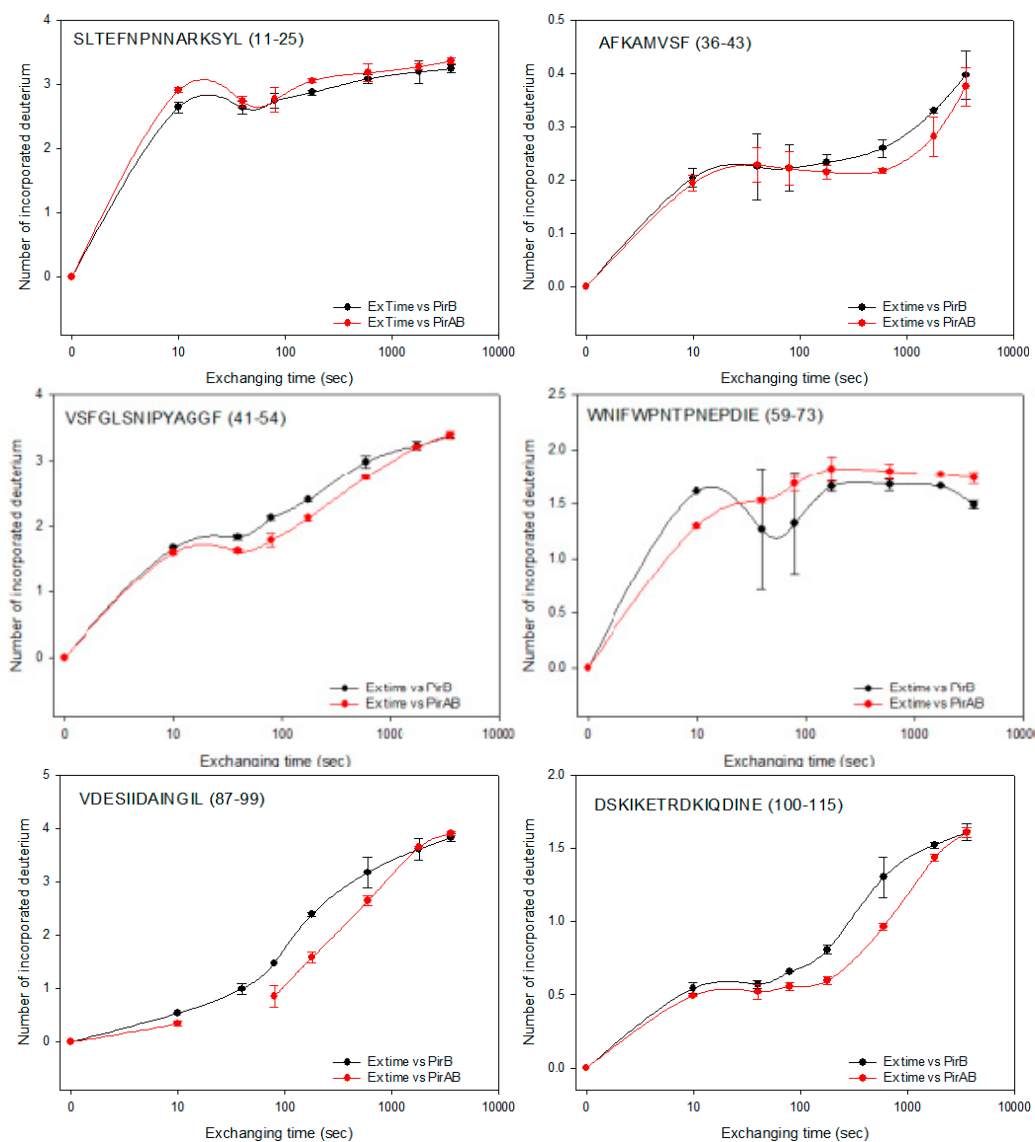 SLTEFNPNNARKSYL (11-25)
Number of incorporated deuterium
4
3
2
1
0
ExTime vs PirB
ExTime vs PirAB
0 10 100 1000 10000
Exchanging time (sec)
AFKAMVSF (36-43)
Number of incorporated deuterium
0.5
0.4
0.3
0.2
0.1
0.0
Extime vs PirB
Extime vs PirAB
0 10 100 1000 10000
Exchanging time (sec)
VSFGLSNIPYAGGF (41-54)
Number of incorporated deuterium
4
3
2
1
0
Extime vs PirB
Extime vs PirAB
0 10 100 1000 10000
Exchanging time (sec)
WNIFWPNTPNEPDIE (59-73)
Number of incorporated deuterium
2.5
2.0
1.5
1.0
0.5
0.0
Extime vs PirB
Extime vs PirAB
0 10 100 1000 10000
Exchanging time (sec)
VDESIIDAINGIL (87-99)
Number of incorporated deuterium
5
4
3
2
1
0
Extime vs PirB
Extime vs PirAB
0 10 100 1000 10000
Exchanging time (sec)
DSKIKETRDKIQDINE (100-115)
Number of incorporated deuterium
2.0
1.5
1.0
0.5
0.0
Extime vs PirB
Extime vs PirAB
0 10 100 1000 10000
Exchanging time (sec)